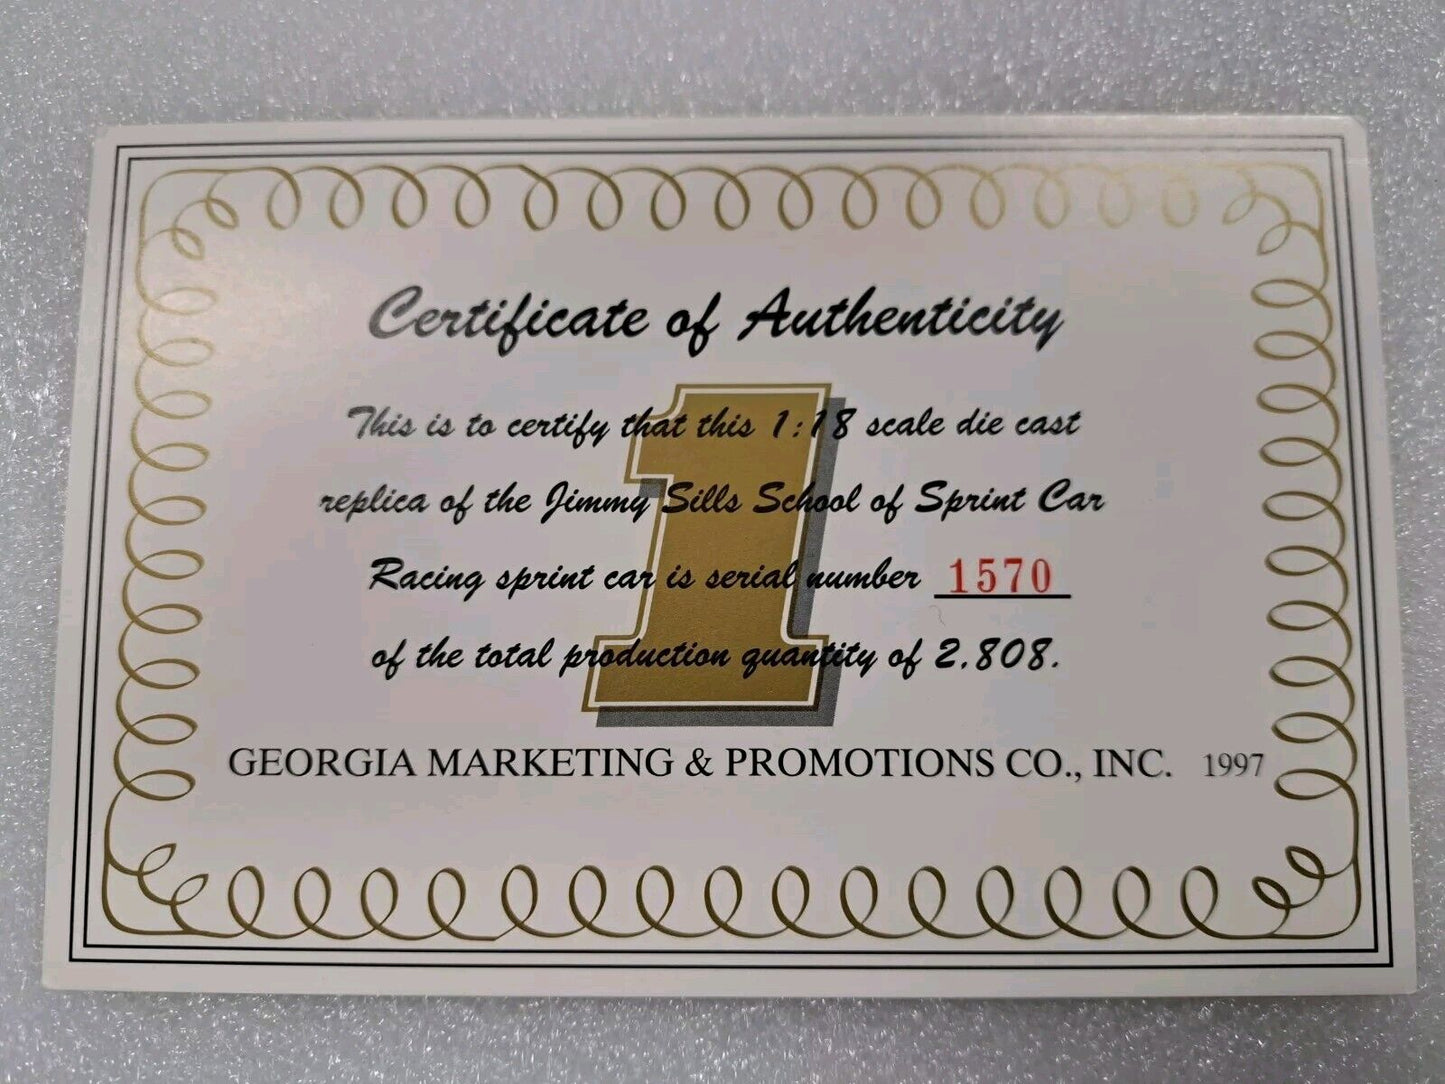 Certificate of Authenticity
This is to certify that this 1:18 scale die cast
replica of the Jimmy Sills School of Sprint Car
Racing sprint car is serial number 1570
of the total production quantity of 2,808.
1
GEORGIA MARKETING & PROMOTIONS CO., INC. 1997